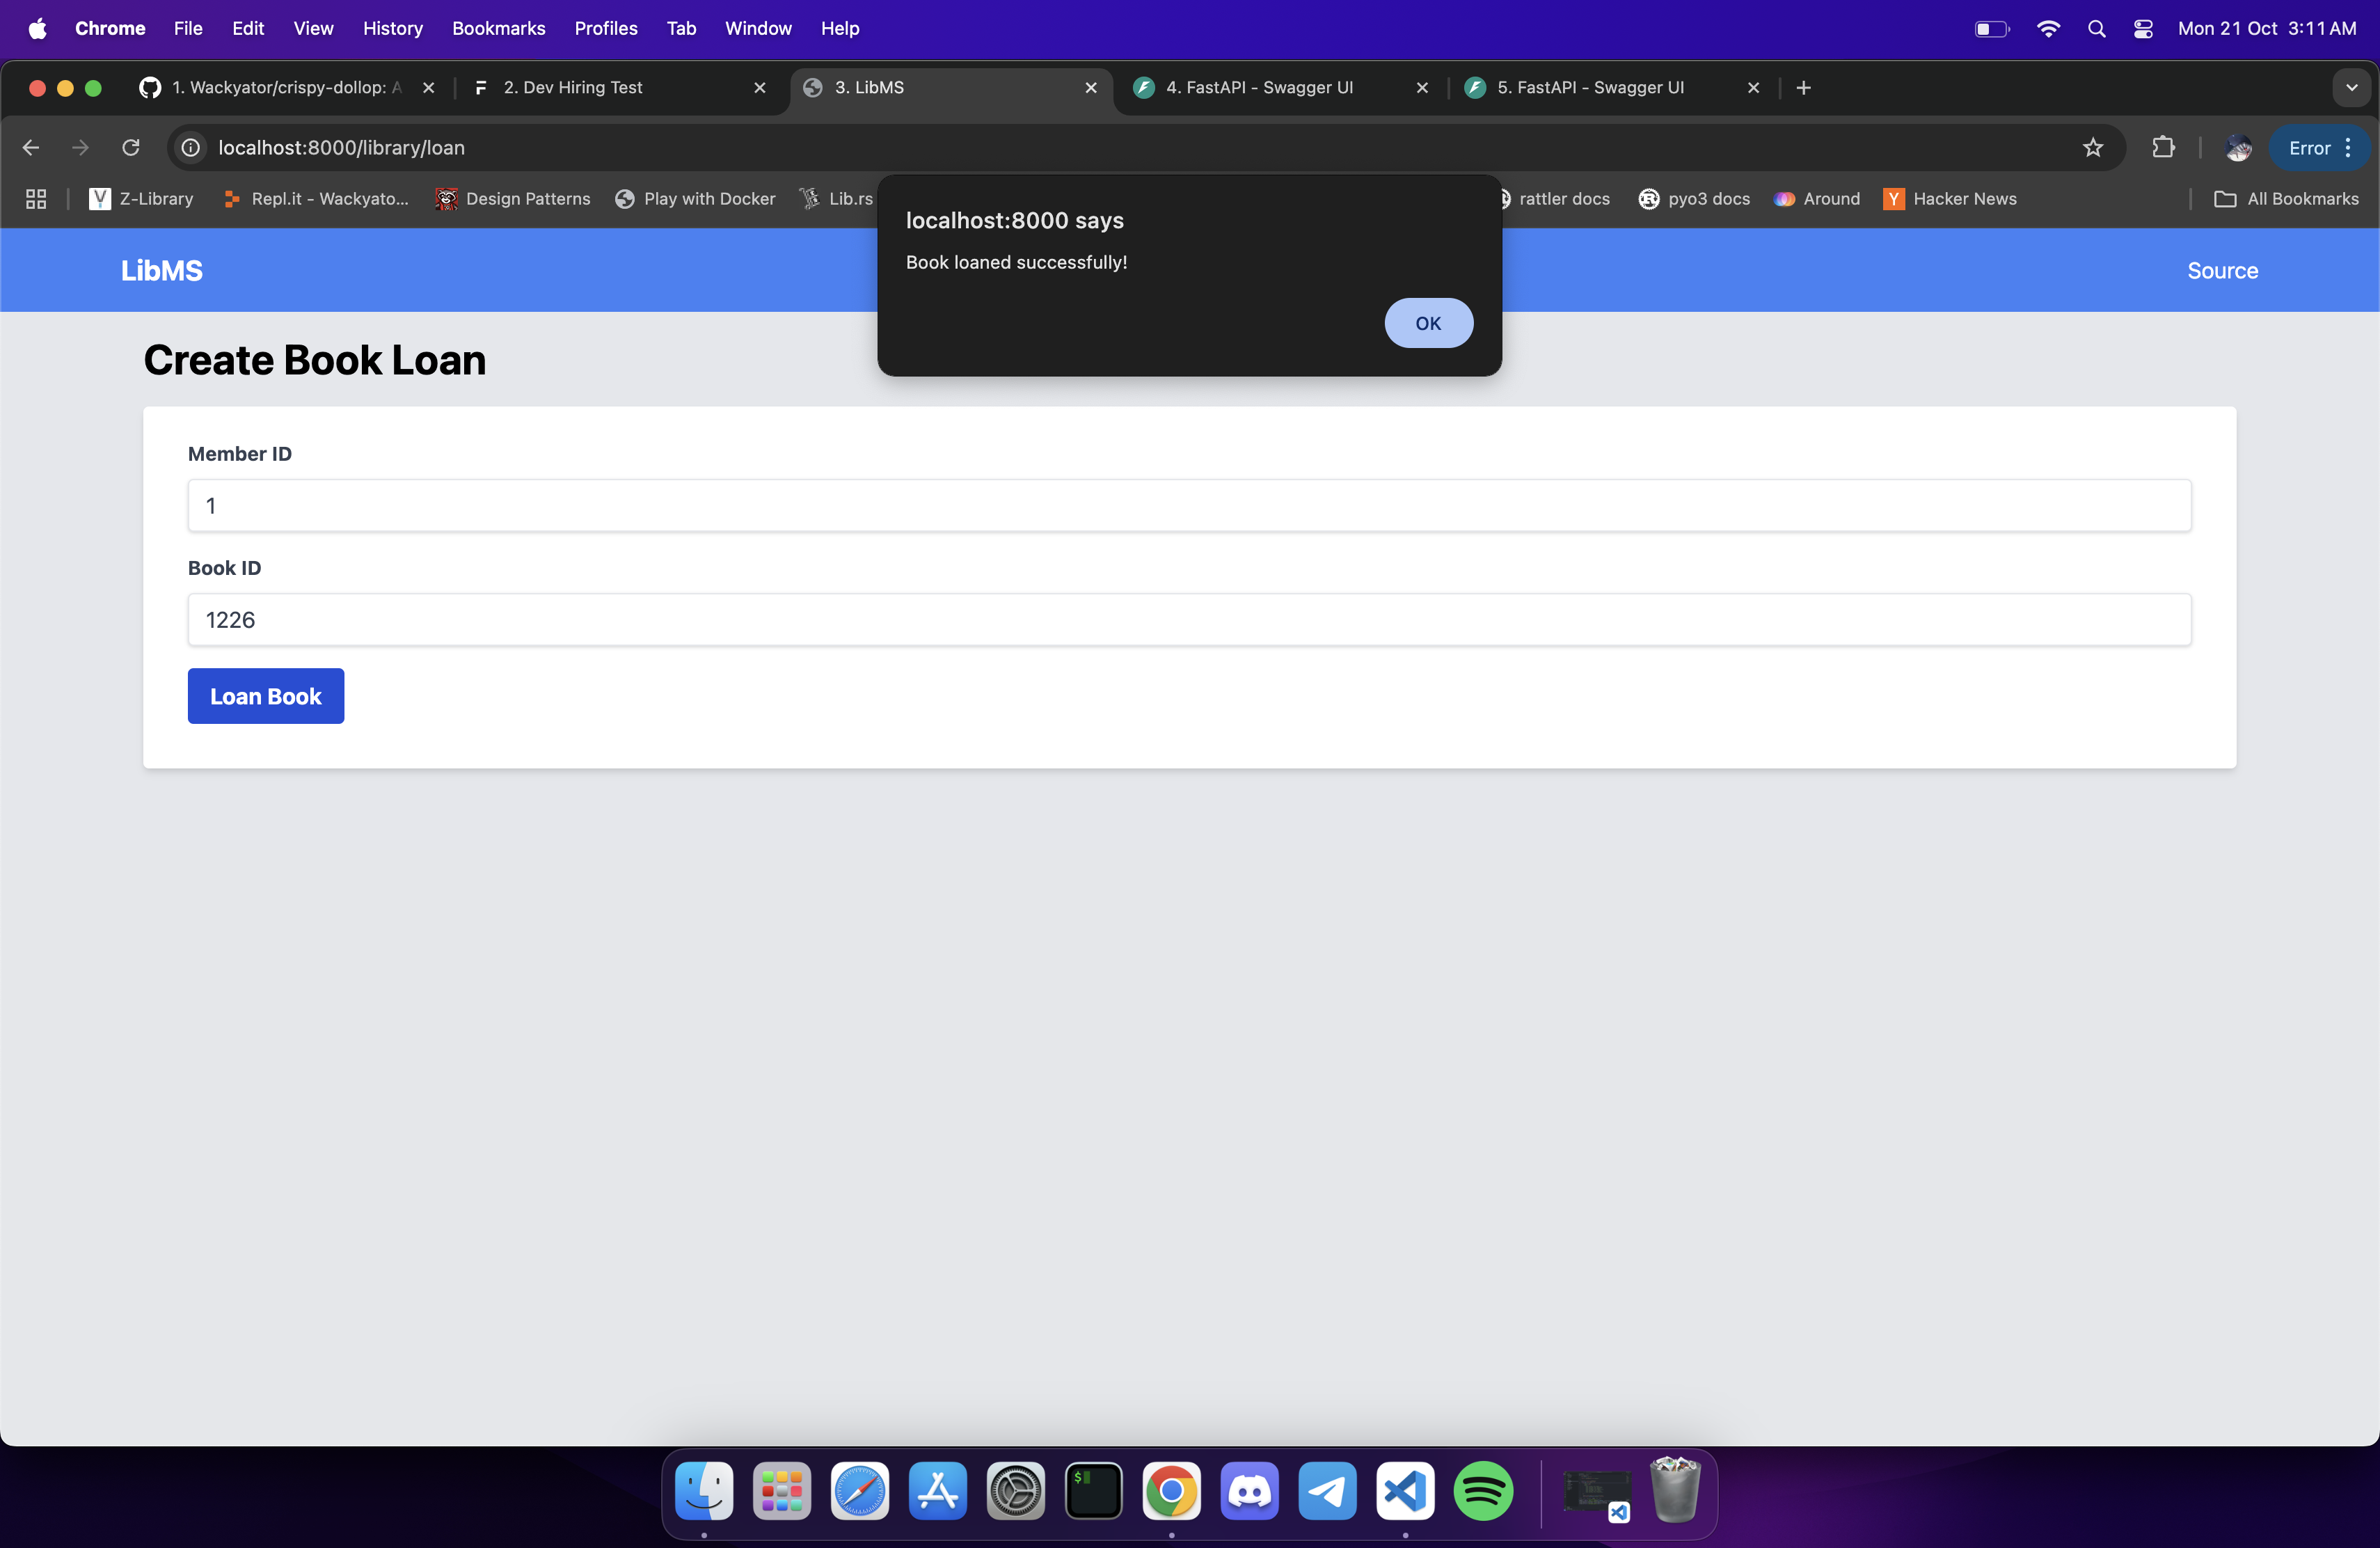 Chrome File Edit View History Bookmarks Profiles Tab Window Help Mon 21 Oct 3:11 AM
1. Wackyator/crispy-dollop: A 2. Dev Hiring Test 3. LibMS 4. FastAPI - Swagger UI 5. FastAPI - Swagger UI
localhost:8000/library/loan Error
Z-Library Repl.it - Wackyato... Design Patterns Play with Docker Lib.rs rattler docs pyo3 docs Around Hacker News All Bookmarks
localhost:8000 says
Book loaned successfully!
OK
LibMS Source
Create Book Loan
Member ID
1
Book ID
1226
Loan Book